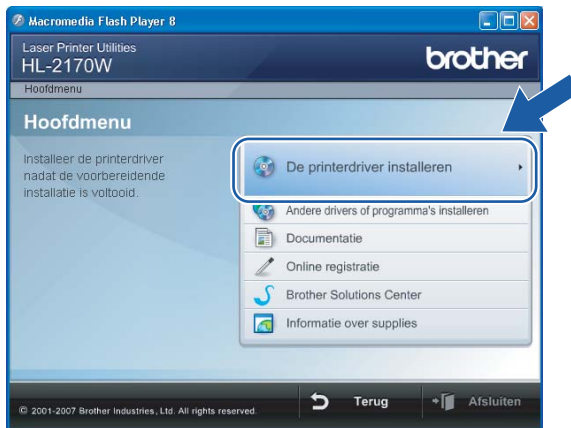 Macromedia Flash Player 8
Laser Printer Utilities
HL-2170W
brother
Hoofdmenu
Hoofdmenu
Installeer de printerdriver
nadat de voorbereidende
installatie is voltooid.
De printerdriver installeren
Andere drivers of programma's installeren
Documentatie
Online registratie
Brother Solutions Center
Informatie over supplies
© 2001-2007 Brother Industries, Ltd. All rights reserved.
Terug
Afsluiten